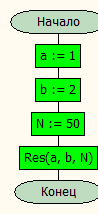 Начало
a := 1
b := 2
N := 50
Res(a, b, N)
Конец